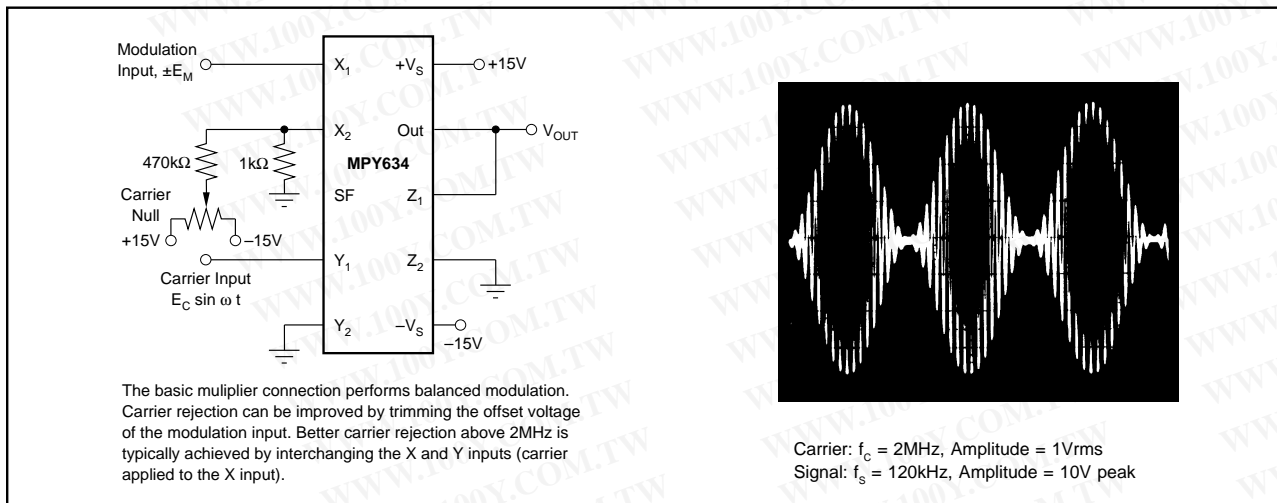 Modulation
Input, ±E_M
X_1
+V_S
+15V
X_2
Out
V_OUT
470kΩ
1kΩ
MPY634
Carrier
Null
SF
Z_1
+15V
–15V
Y_1
Z_2
Carrier Input
E_C sin ω t
Y_2
–V_S
–15V
The basic muliplier connection performs balanced modulation.
Carrier rejection can be improved by trimming the offset voltage
of the modulation input. Better carrier rejection above 2MHz is
typically achieved by interchanging the X and Y inputs (carrier
applied to the X input).
Carrier: f_C = 2MHz, Amplitude = 1Vrms
Signal: f_S = 120kHz, Amplitude = 10V peak
WWW.100Y.COM.TW